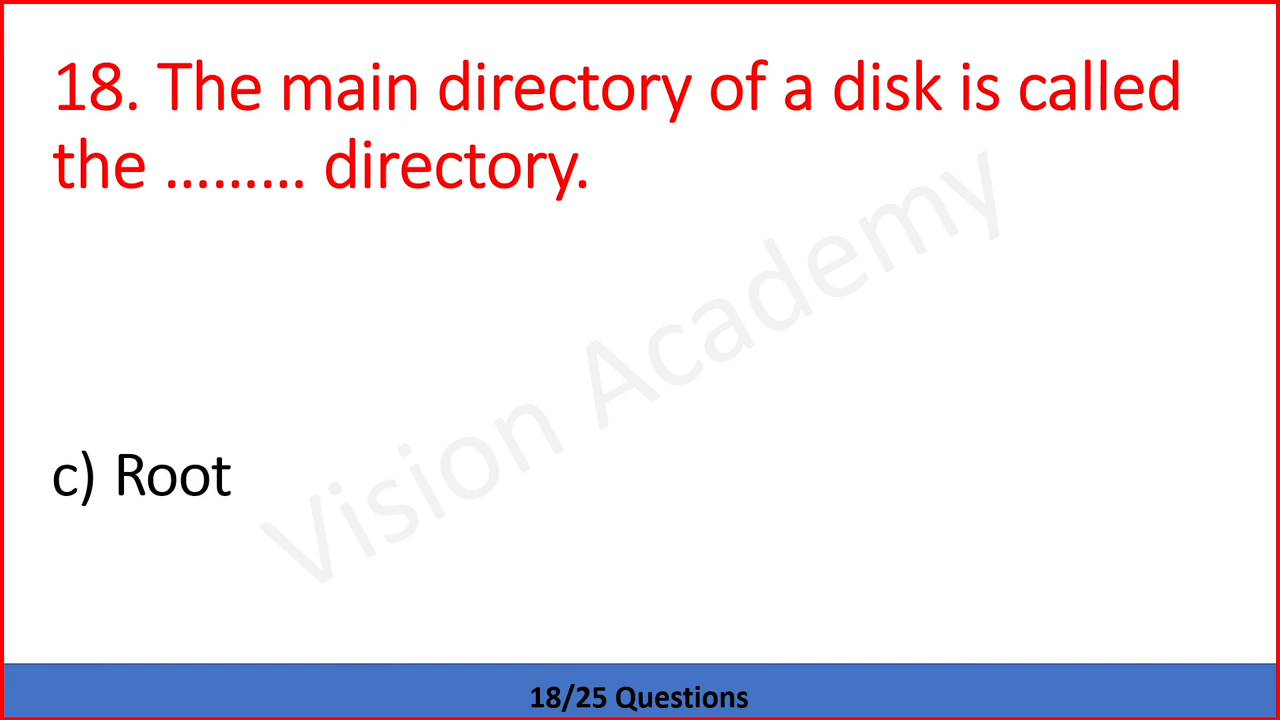 18. The main directory of a disk is called
the ……… directory.
Vision Academy
c) Root
18/25 Questions